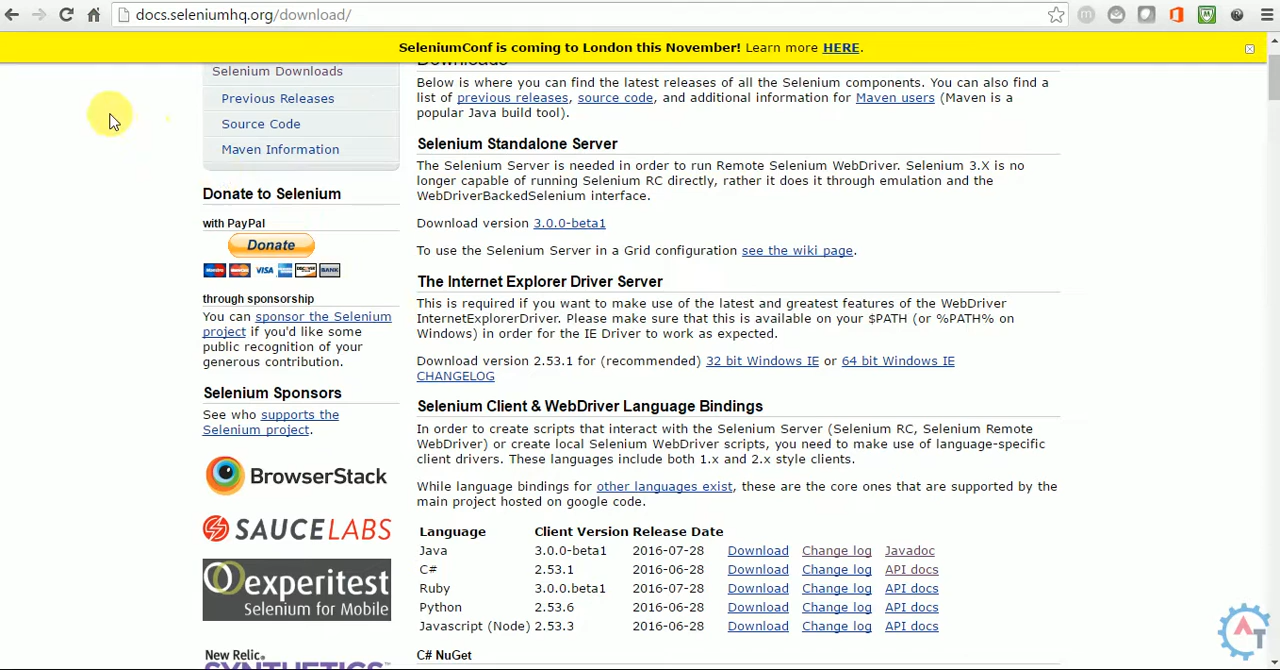 docs.seleniumhq.org/download/
SeleniumConf is coming to London this November! Learn more HERE.
Selenium Downloads
Previous Releases
Source Code
Maven Information
Donate to Selenium
with PayPal
Donate
VISA
BANK
through sponsorship
You can sponsor the Selenium
project if you'd like some
public recognition of your
generous contribution.
Selenium Sponsors
See who supports the
Selenium project.
BrowserStack
SAUCELABS
experitest
Selenium for Mobile
New Relic
SYNTHETICS
Downloads
Below is where you can find the latest releases of all the Selenium components. You can also find a
list of previous releases, source code, and additional information for Maven users (Maven is a
popular Java build tool).
Selenium Standalone Server
The Selenium Server is needed in order to run Remote Selenium WebDriver. Selenium 3.X is no
longer capable of running Selenium RC directly, rather it does it through emulation and the
WebDriverBackedSelenium interface.
Download version 3.0.0-beta1
To use the Selenium Server in a Grid configuration see the wiki page.
The Internet Explorer Driver Server
This is required if you want to make use of the latest and greatest features of the WebDriver
InternetExplorerDriver. Please make sure that this is available on your $PATH (or %PATH% on
Windows) in order for the IE Driver to work as expected.
Download version 2.53.1 for (recommended) 32 bit Windows IE or 64 bit Windows IE
CHANGELOG
Selenium Client & WebDriver Language Bindings
In order to create scripts that interact with the Selenium Server (Selenium RC, Selenium Remote
WebDriver) or create local Selenium WebDriver scripts, you need to make use of language-specific
client drivers. These languages include both 1.x and 2.x style clients.
While language bindings for other languages exist, these are the core ones that are supported by the
main project hosted on google code.
Language Client Version Release Date
Java 3.0.0-beta1 2016-07-28 Download Change log Javadoc
C# 2.53.1 2016-06-28 Download Change log API docs
Ruby 3.0.0.beta1 2016-07-28 Download Change log API docs
Python 2.53.6 2016-06-28 Download Change log API docs
Javascript (Node) 2.53.3 2016-06-28 Download Change log API docs
C# NuGet
AT